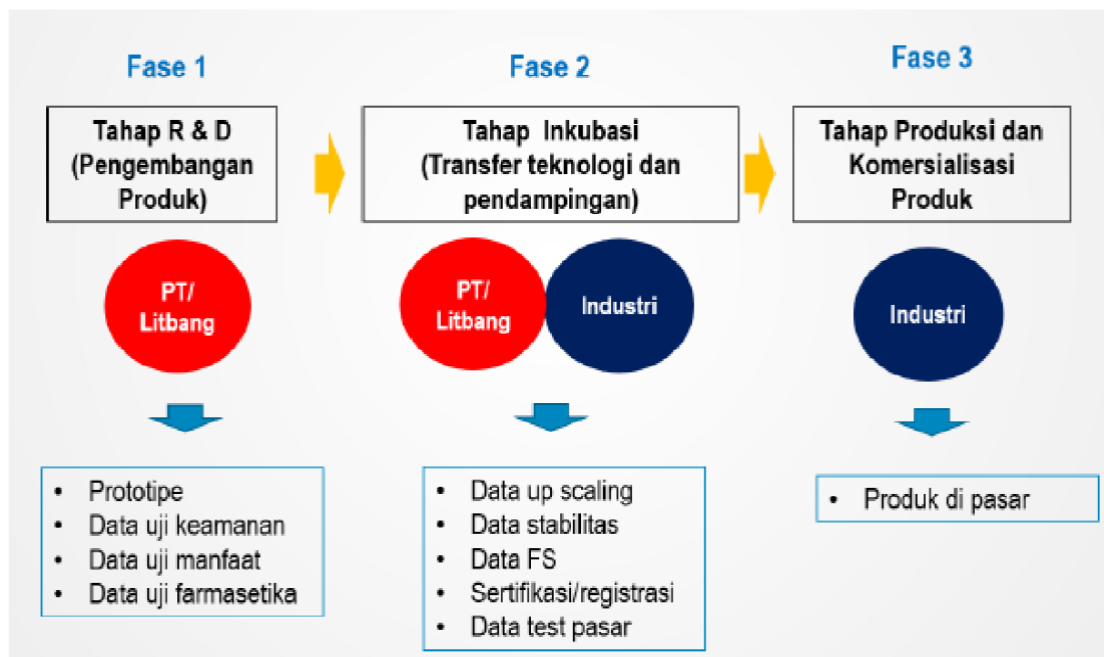 Fase 1
Tahap R & D
(Pengembangan
Produk)
PT/
Litbang
• Prototipe
• Data uji keamanan
• Data uji manfaat
• Data uji farmasetika
Fase 2
Tahap Inkubasi
(Transfer teknologi dan
pendampingan)
PT/
Litbang
Industri
• Data up scaling
• Data stabilitas
• Data FS
• Sertifikasi/registrasi
• Data test pasar
Fase 3
Tahap Produksi dan
Komersialisasi
Produk
Industri
• Produk di pasar